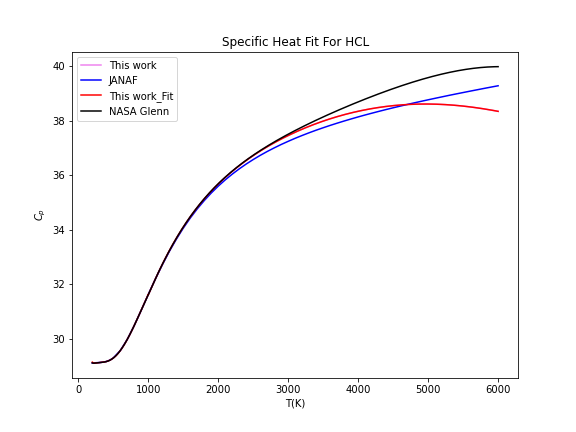 Specific Heat Fit For HCL
This work
JANAF
This work_Fit
NASA Glenn
40
38
36
34
32
30
C_p
0 1000 2000 3000 4000 5000 6000
T(K)